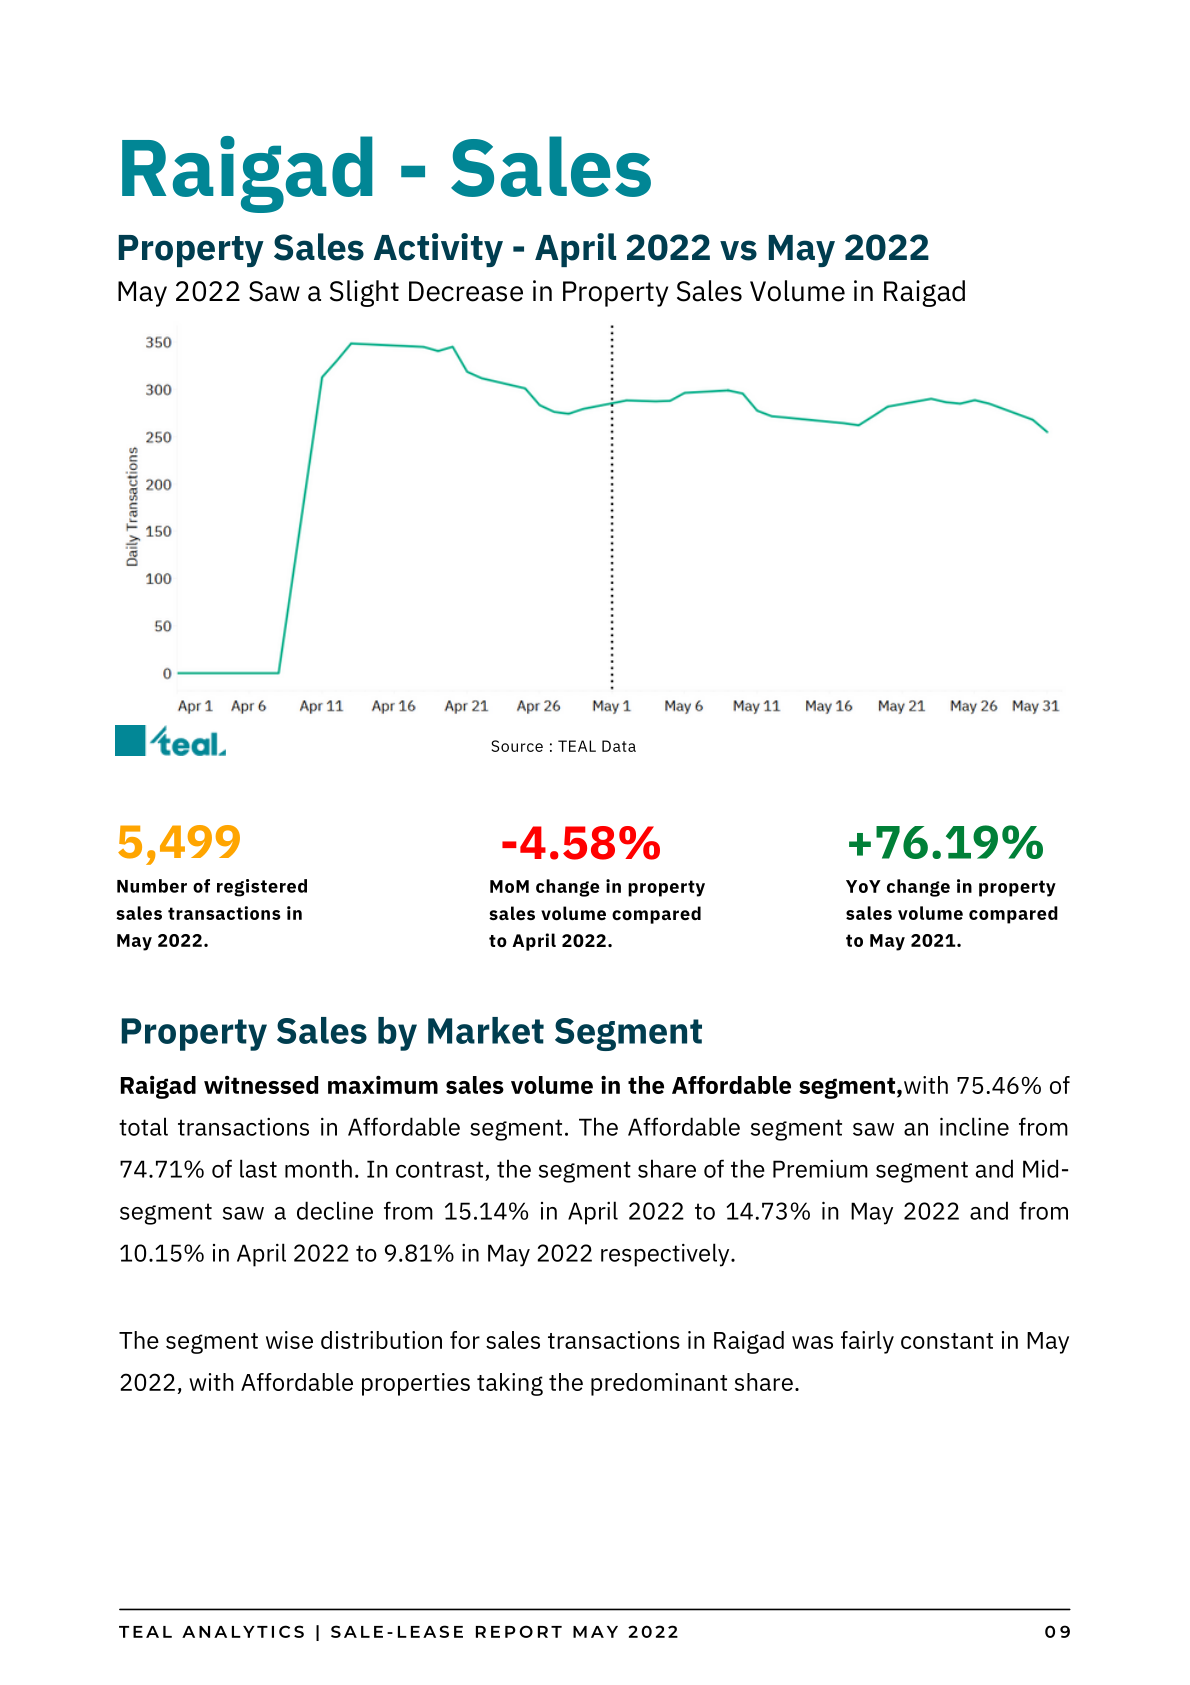 Raigad - Sales
Property Sales Activity - April 2022 vs May 2022
May 2022 Saw a Slight Decrease in Property Sales Volume in Raigad
350
300
250
200
150
100
50
0
Daily Transactions
Apr 1 Apr 6 Apr 11 Apr 16 Apr 21 Apr 26 May 1 May 6 May 11 May 16 May 21 May 26 May 31
teal.
Source : TEAL Data
5,499
Number of registered
sales transactions in
May 2022.
-4.58%
MoM change in property
sales volume compared
to April 2022.
+76.19%
YoY change in property
sales volume compared
to May 2021.
Property Sales by Market Segment
Raigad witnessed maximum sales volume in the Affordable segment,with 75.46% of
total transactions in Affordable segment. The Affordable segment saw an incline from
74.71% of last month. In contrast, the segment share of the Premium segment and Mid-
segment saw a decline from 15.14% in April 2022 to 14.73% in May 2022 and from
10.15% in April 2022 to 9.81% in May 2022 respectively.
The segment wise distribution for sales transactions in Raigad was fairly constant in May
2022, with Affordable properties taking the predominant share.
TEAL ANALYTICS | SALE-LEASE REPORT MAY 2022 09